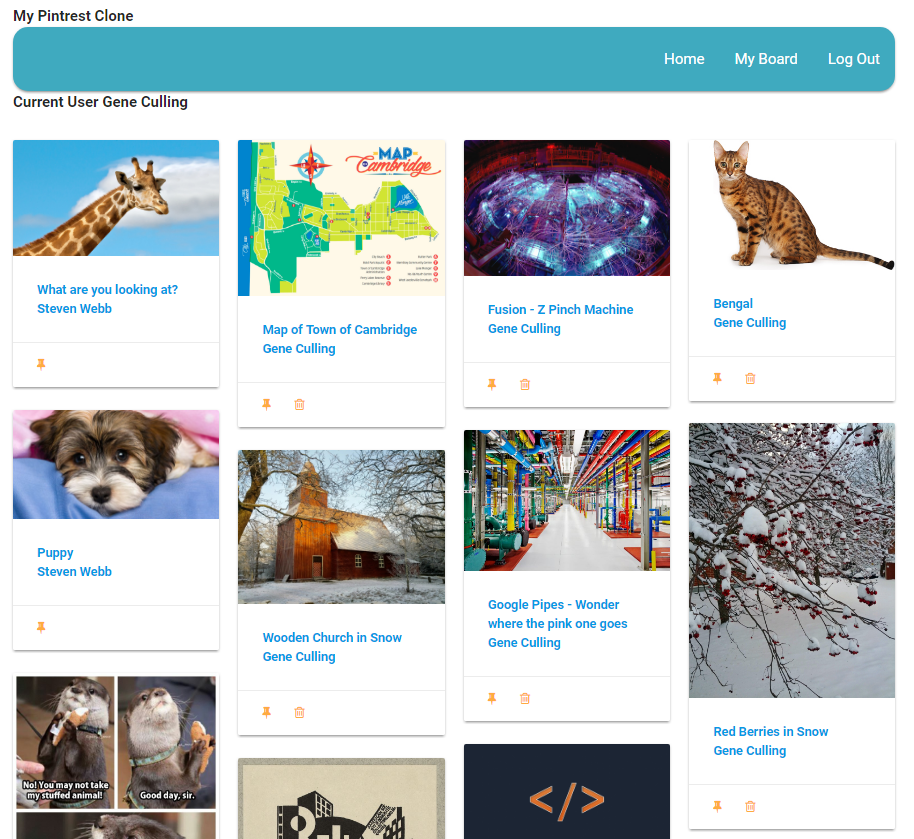 My Pintrest Clone
Home
My Board
Log Out
Current User Gene Culling
What are you looking at?
Steven Webb
MAP
Cambridge
Map of Town of Cambridge
Gene Culling
Fusion - Z Pinch Machine
Gene Culling
Bengal
Gene Culling
Puppy
Steven Webb
Wooden Church in Snow
Gene Culling
Google Pipes - Wonder
where the pink one goes
Gene Culling
Red Berries in Snow
Gene Culling
No! You may not take
my stuffed animal!
Good day, sir.
</>